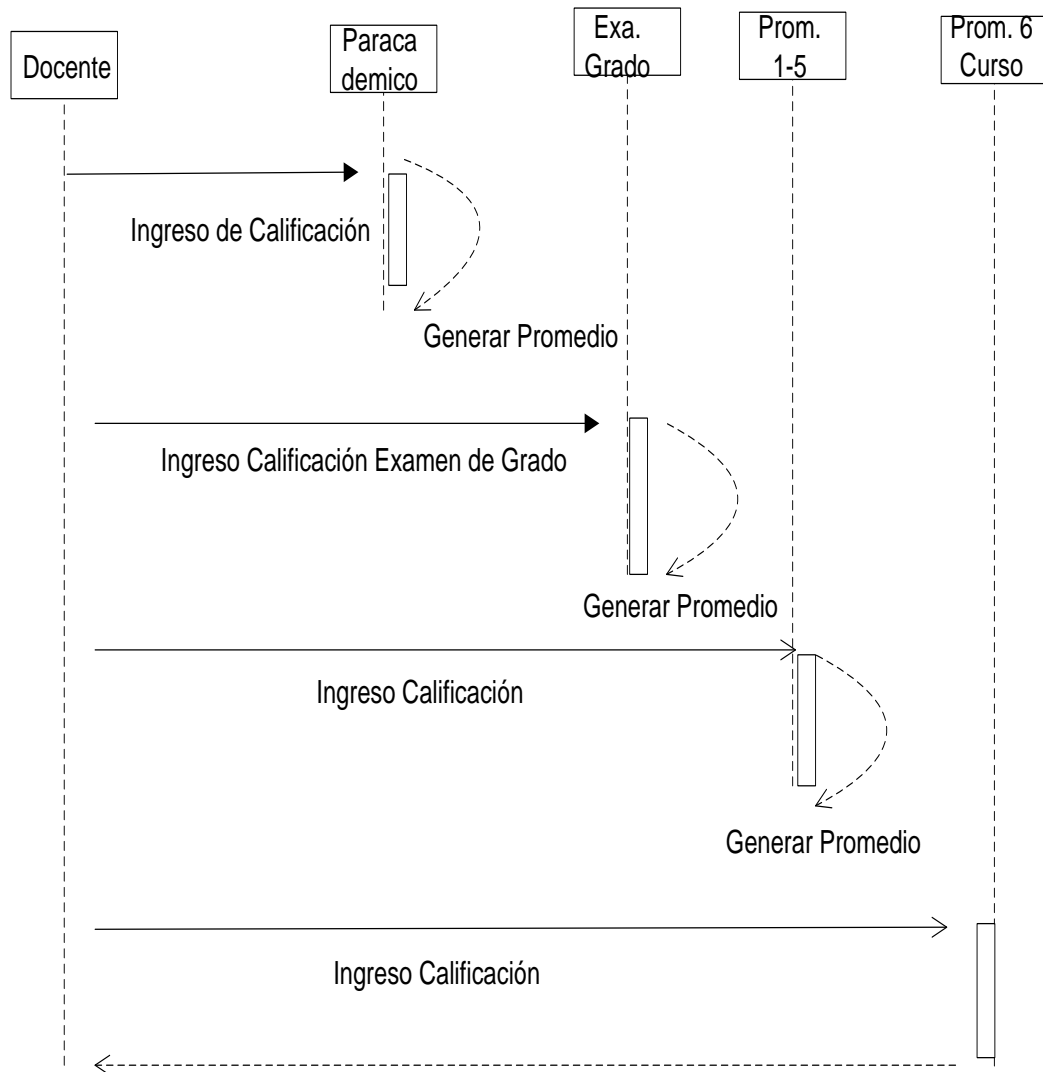 Docente
Paraca
demico
Exa.
Grado
Prom.
1-5
Prom. 6
Curso
Ingreso de Calificación
Generar Promedio
Ingreso Calificación Examen de Grado
Generar Promedio
Ingreso Calificación
Generar Promedio
Ingreso Calificación